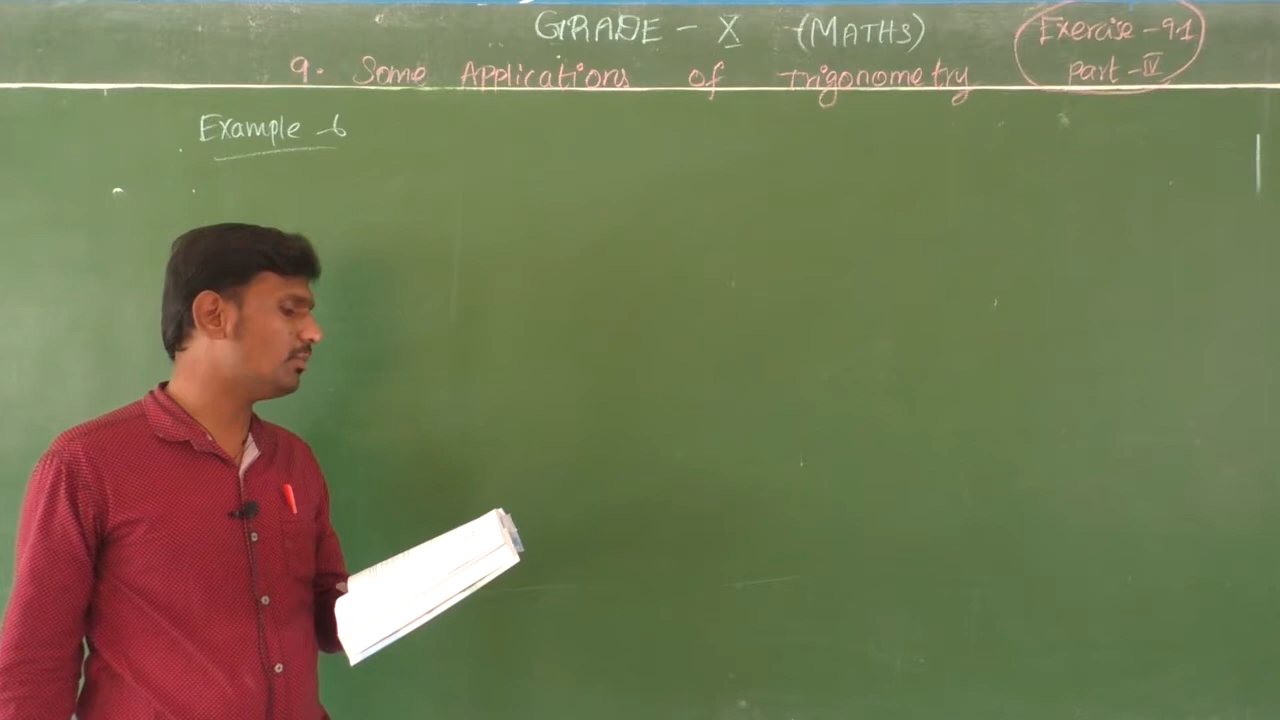 GRADE - X (MATHS)
9. Some Applications of Trigonometry
Exercise - 9.1
part - IV
Example - 6